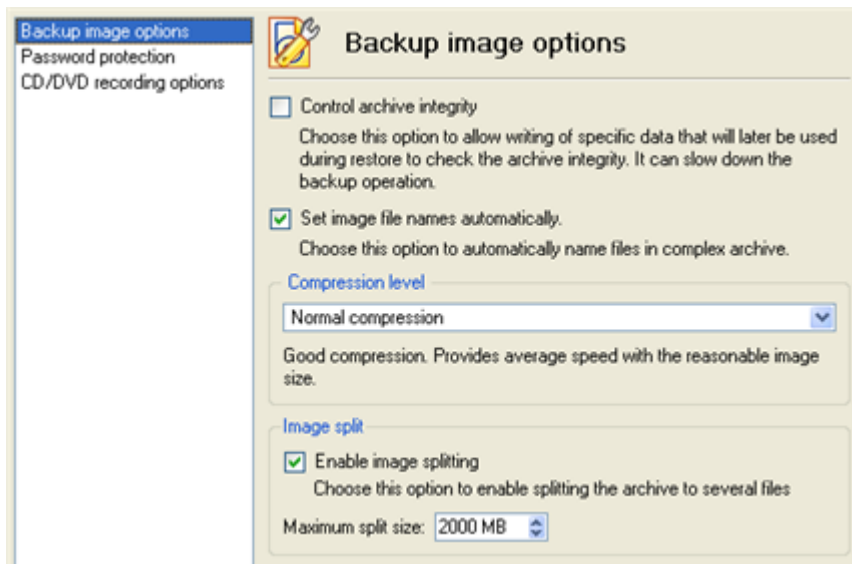 Backup image options
Password protection
CD/DVD recording options
Backup image options
Control archive integrity
Choose this option to allow writing of specific data that will later be used
during restore to check the archive integrity. It can slow down the
backup operation.
Set image file names automatically.
Choose this option to automatically name files in complex archive.
Compression level
Normal compression
Good compression. Provides average speed with the reasonable image
size.
Image split
Enable image splitting
Choose this option to enable splitting the archive to several files
Maximum split size: 2000 MB